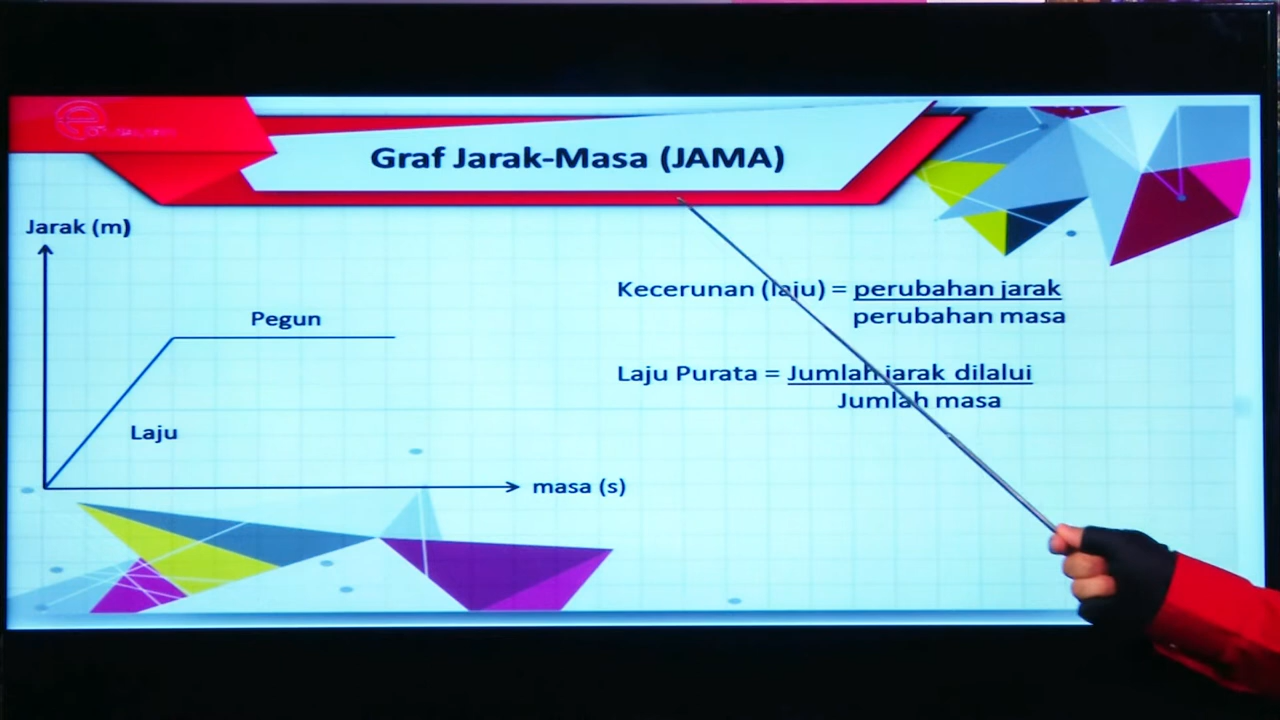 Graf Jarak-Masa (JAMA)
Jarak (m)
Pegun
Laju
masa (s)
Kecerunan (laju) = perubahan jarak
perubahan masa
Laju Purata = Jumlah jarak dilalui
Jumlah masa